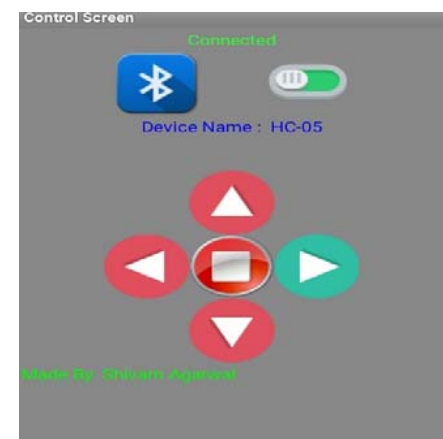 Control Screen
Connected
Device Name : HC-05
Made By: Shivam Agarwal